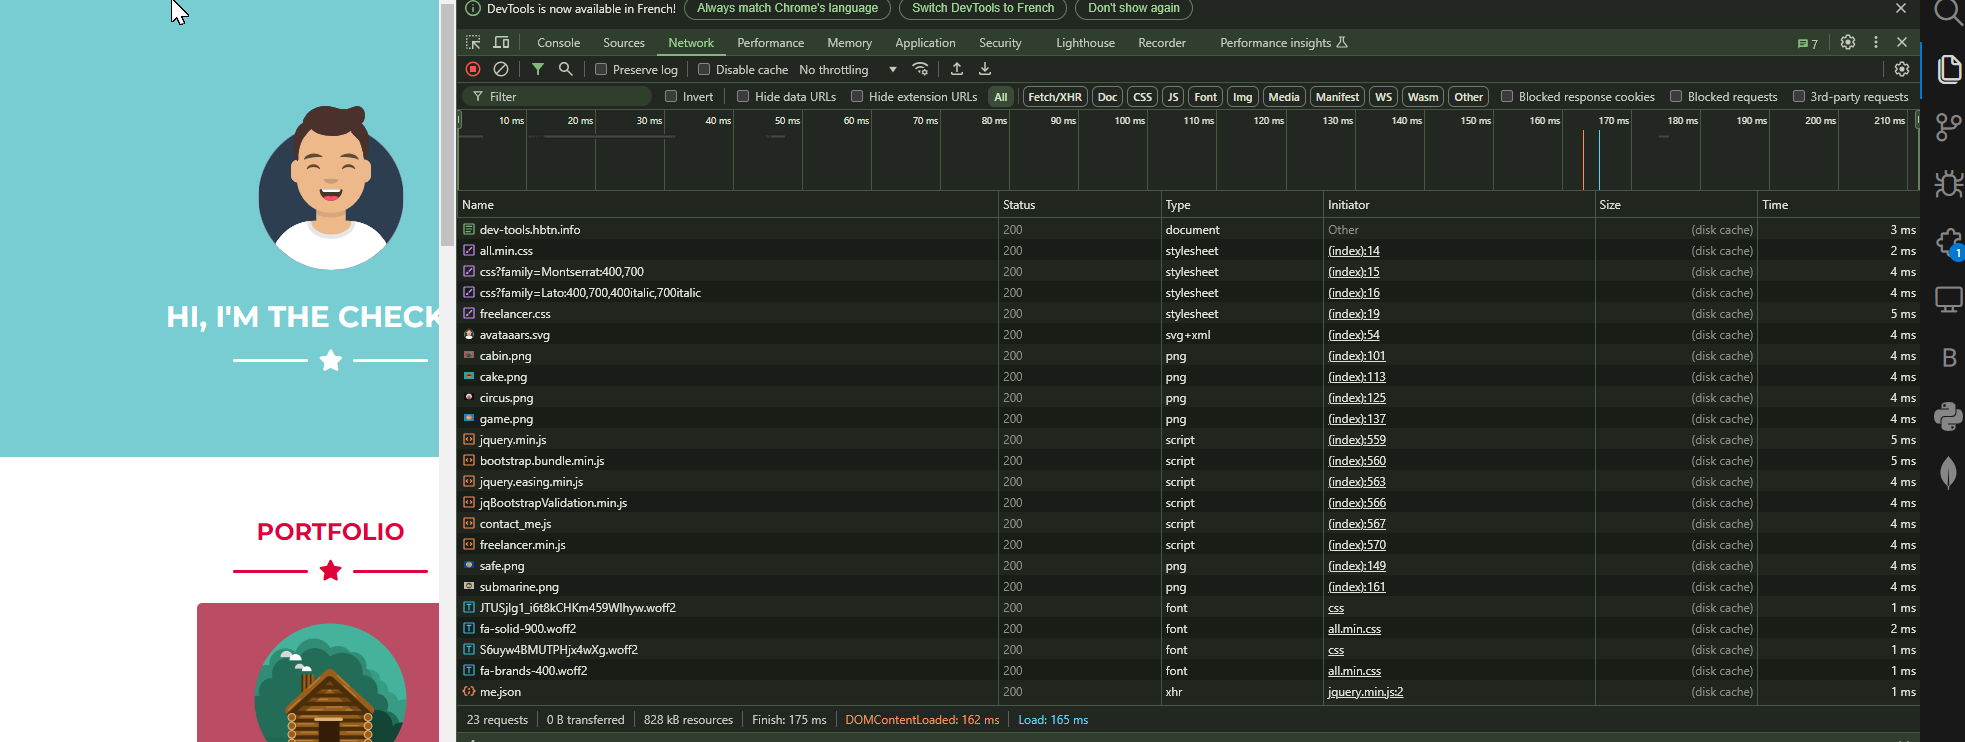 DevTools is now available in French! Always match Chrome's language Switch DevTools to French Don't show again
Console Sources Network Performance Memory Application Security Lighthouse Recorder Performance insights 7
Preserve log Disable cache No throttling
Filter Invert Hide data URLs Hide extension URLs All Fetch/XHR Doc CSS JS Font Img Media Manifest WS Wasm Other Blocked response cookies Blocked requests 3rd-party requests
10 ms 20 ms 30 ms 40 ms 50 ms 60 ms 70 ms 80 ms 90 ms 100 ms 110 ms 120 ms 130 ms 140 ms 150 ms 160 ms 170 ms 180 ms 190 ms 200 ms 210 ms
Name Status Type Initiator Size Time
dev-tools.hbtn.info 200 document Other (disk cache) 3 ms
all.min.css 200 stylesheet (index):14 (disk cache) 2 ms
css?family=Montserrat:400,700 200 stylesheet (index):15 (disk cache) 4 ms
css?family=Lato:400,700,400italic,700italic 200 stylesheet (index):16 (disk cache) 4 ms
freelancer.css 200 stylesheet (index):19 (disk cache) 5 ms
avataaars.svg 200 svg+xml (index):54 (disk cache) 4 ms
cabin.png 200 png (index):101 (disk cache) 4 ms
cake.png 200 png (index):113 (disk cache) 4 ms
circus.png 200 png (index):125 (disk cache) 4 ms
game.png 200 png (index):137 (disk cache) 4 ms
jquery.min.js 200 script (index):559 (disk cache) 5 ms
bootstrap.bundle.min.js 200 script (index):560 (disk cache) 5 ms
jquery.easing.min.js 200 script (index):563 (disk cache) 4 ms
jqBootstrapValidation.min.js 200 script (index):566 (disk cache) 4 ms
contact_me.js 200 script (index):567 (disk cache) 4 ms
freelancer.min.js 200 script (index):570 (disk cache) 4 ms
safe.png 200 png (index):149 (disk cache) 4 ms
submarine.png 200 png (index):161 (disk cache) 4 ms
JTUSjIg1_i6t8kCHKm459Wlhyw.woff2 200 font css (disk cache) 1 ms
fa-solid-900.woff2 200 font all.min.css (disk cache) 2 ms
S6uyw4BMUTPHjx4wXg.woff2 200 font css (disk cache) 1 ms
fa-brands-400.woff2 200 font all.min.css (disk cache) 1 ms
me.json 200 xhr jquery.min.js:2 (disk cache) 1 ms
23 requests 0 B transferred 828 kB resources Finish: 175 ms DOMContentLoaded: 162 ms Load: 165 ms
HI, I'M THE CHECK
PORTFOLIO
1
B